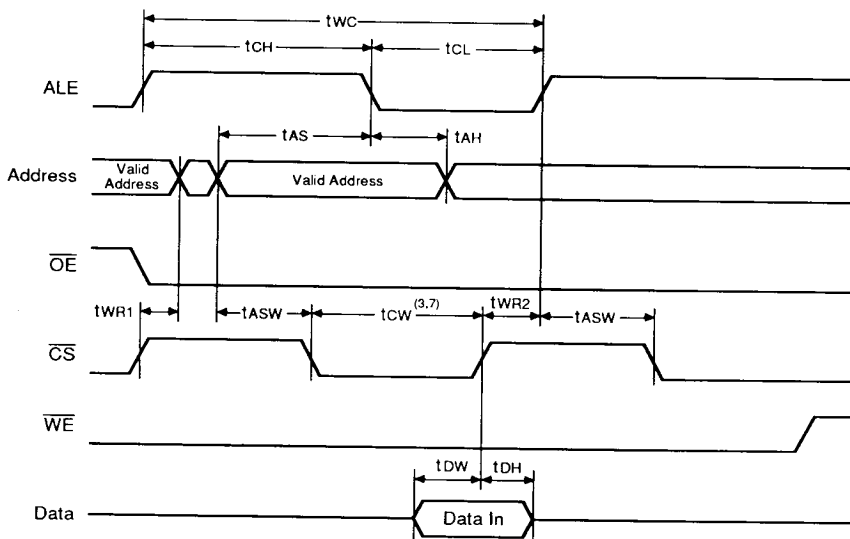 tWC
tCH
tCL
ALE
tAS
tAH
Address
Valid
Address
Valid Address
OE
tWR1
tASW
tCW (3,7)
tWR2
tASW
CS
WE
tDW
tDH
Data
Data In